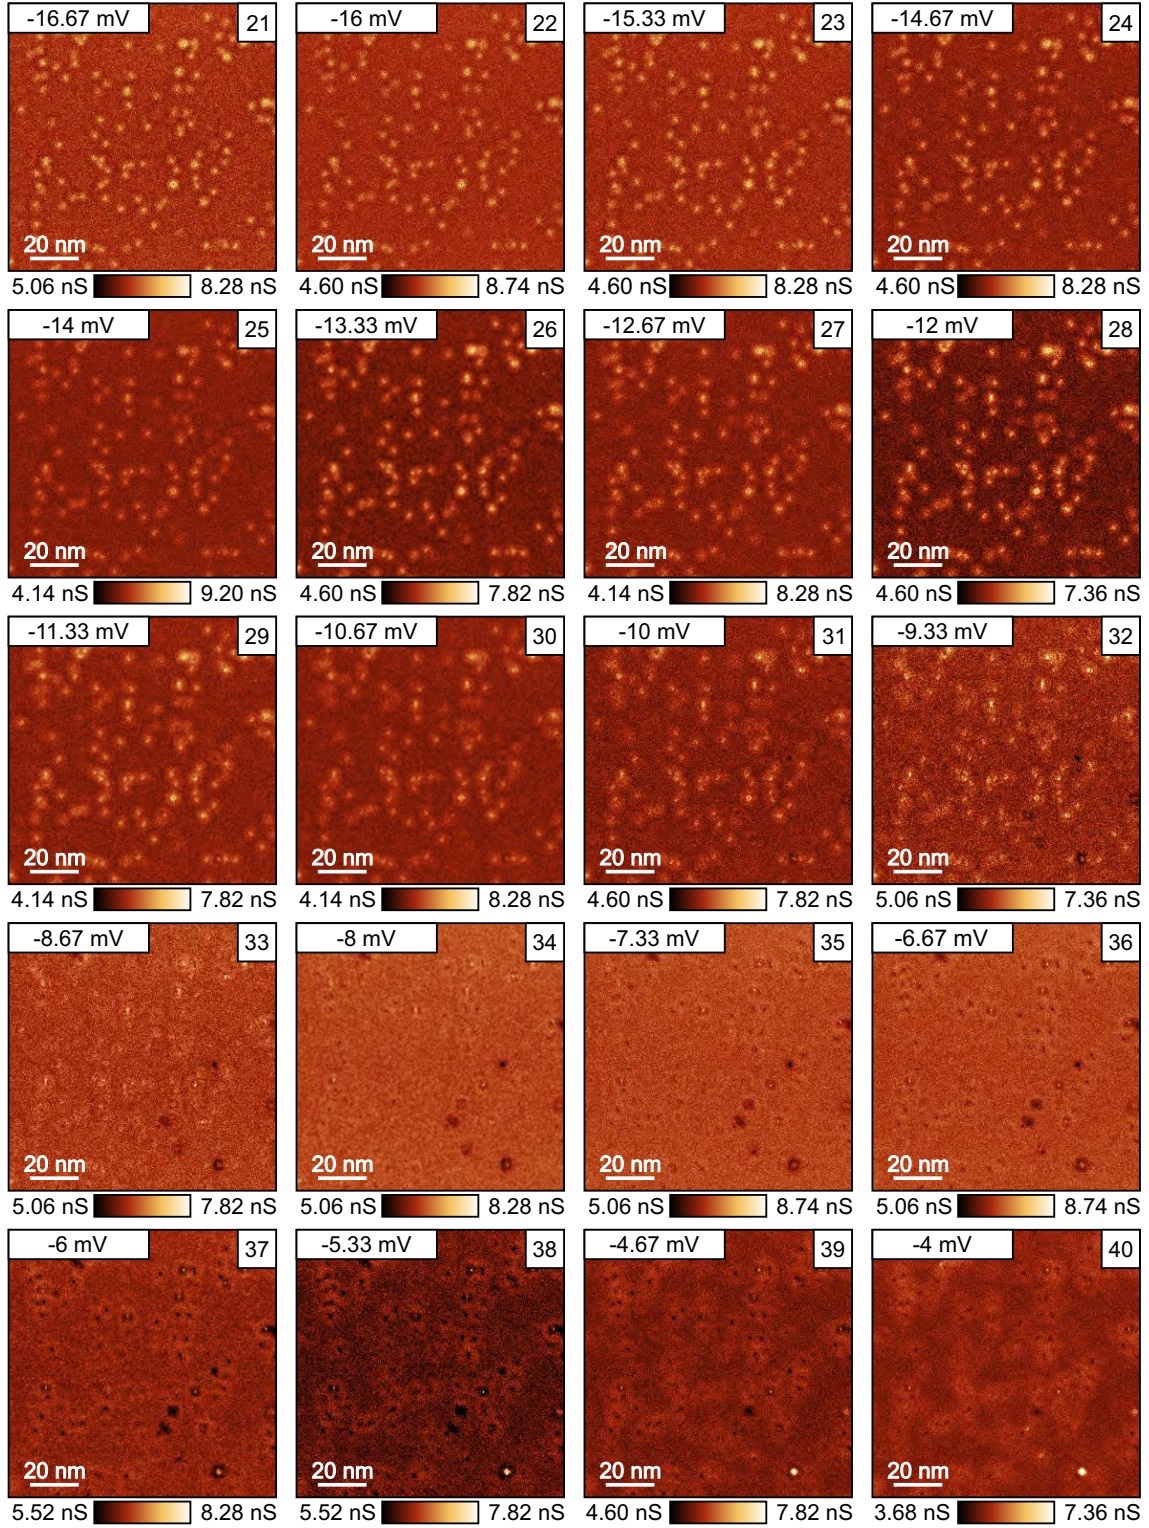 -16.67 mV 21 -16 mV 22 -15.33 mV 23 -14.67 mV 24
20 nm 20 nm 20 nm 20 nm
5.06 nS 8.28 nS 4.60 nS 8.74 nS 4.60 nS 8.28 nS 4.60 nS 8.28 nS
-14 mV 25 -13.33 mV 26 -12.67 mV 27 -12 mV 28
20 nm 20 nm 20 nm 20 nm
4.14 nS 9.20 nS 4.60 nS 7.82 nS 4.14 nS 8.28 nS 4.60 nS 7.36 nS
-11.33 mV 29 -10.67 mV 30 -10 mV 31 -9.33 mV 32
20 nm 20 nm 20 nm 20 nm
4.14 nS 7.82 nS 4.14 nS 8.28 nS 4.60 nS 7.82 nS 5.06 nS 7.36 nS
-8.67 mV 33 -8 mV 34 -7.33 mV 35 -6.67 mV 36
20 nm 20 nm 20 nm 20 nm
5.06 nS 7.82 nS 5.06 nS 8.28 nS 5.06 nS 8.74 nS 5.06 nS 8.74 nS
-6 mV 37 -5.33 mV 38 -4.67 mV 39 -4 mV 40
20 nm 20 nm 20 nm 20 nm
5.52 nS 8.28 nS 5.52 nS 7.82 nS 4.60 nS 7.82 nS 3.68 nS 7.36 nS